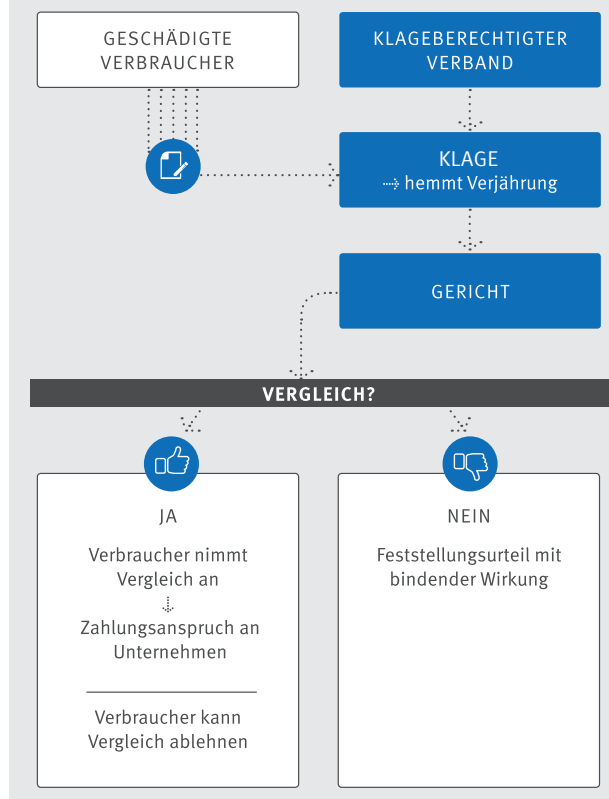 GESCHÄDIGTE
VERBRAUCHER
KLAGEBERECHTIGTER
VERBAND
KLAGE
hemmt Verjährung
GERICHT
VERGLEICH?
JA
Verbraucher nimmt
Vergleich an
Zahlungsanspruch an
Unternehmen
Verbraucher kann
Vergleich ablehnen
NEIN
Feststellungsurteil mit
bindender Wirkung